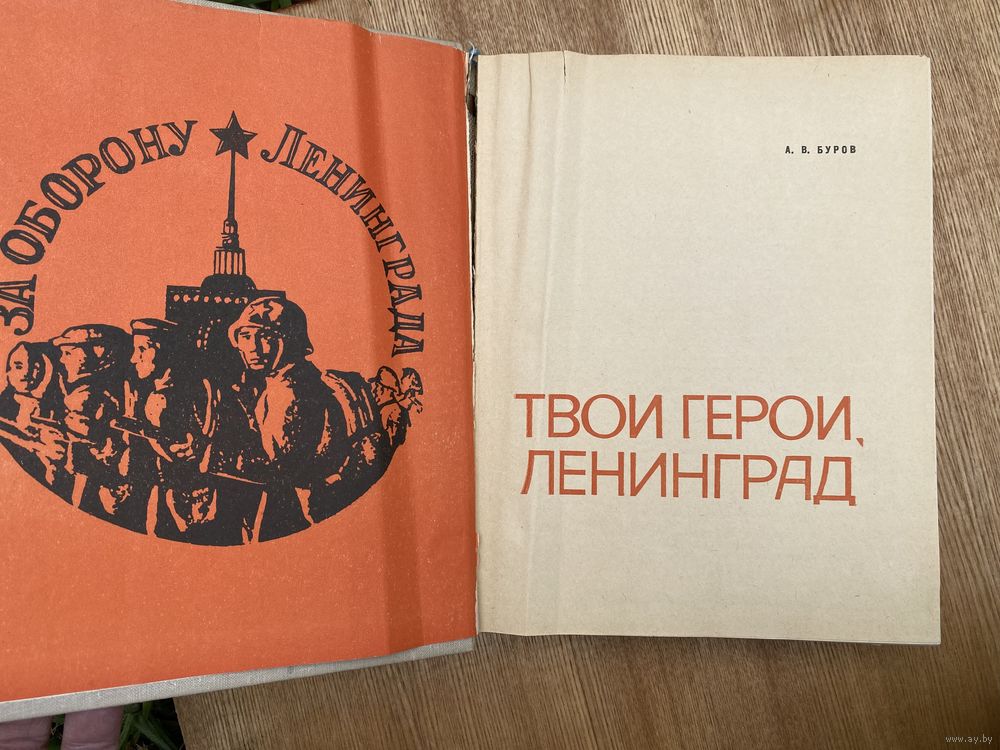 ЗА ОБОРОНУ ЛЕНИНГРАДА
А. В. БУРОВ
ТВОИ ГЕРОИ,
ЛЕНИНГРАД
www.ay.by